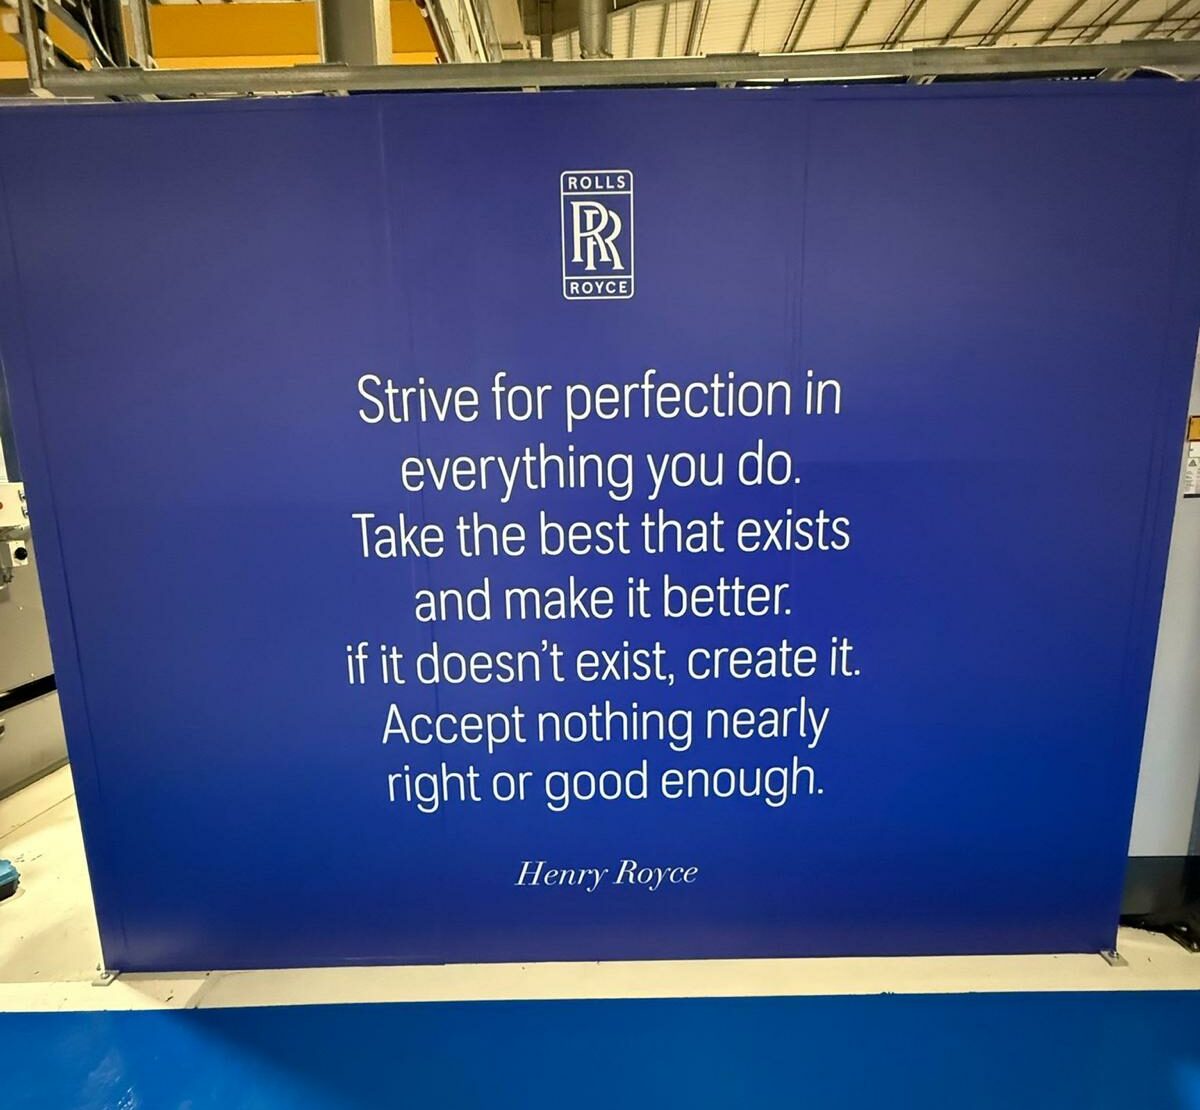 ROLLS
RR
ROYCE
Strive for perfection in
everything you do.
Take the best that exists
and make it better.
if it doesn't exist, create it.
Accept nothing nearly
right or good enough.
Henry Royce